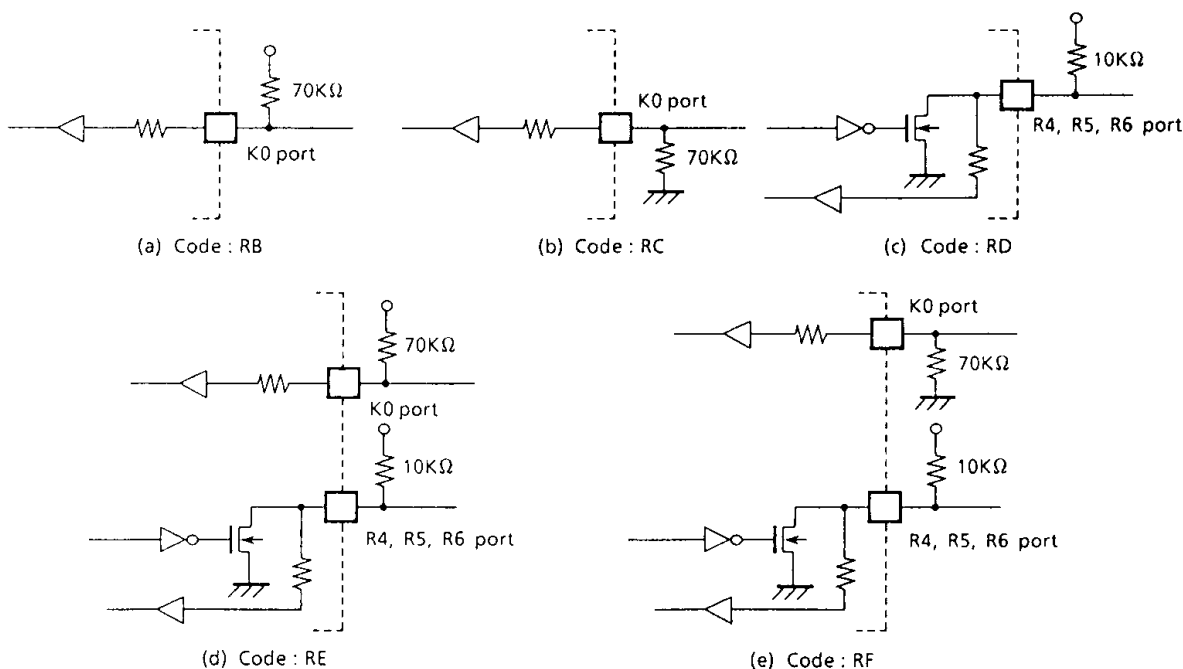 70KΩ
K0 port
(a) Code : RB
K0 port
70KΩ
(b) Code : RC
10KΩ
R4, R5, R6 port
(c) Code : RD
70KΩ
K0 port
10KΩ
R4, R5, R6 port
(d) Code : RE
K0 port
70KΩ
10KΩ
R4, R5, R6 port
(e) Code : RF